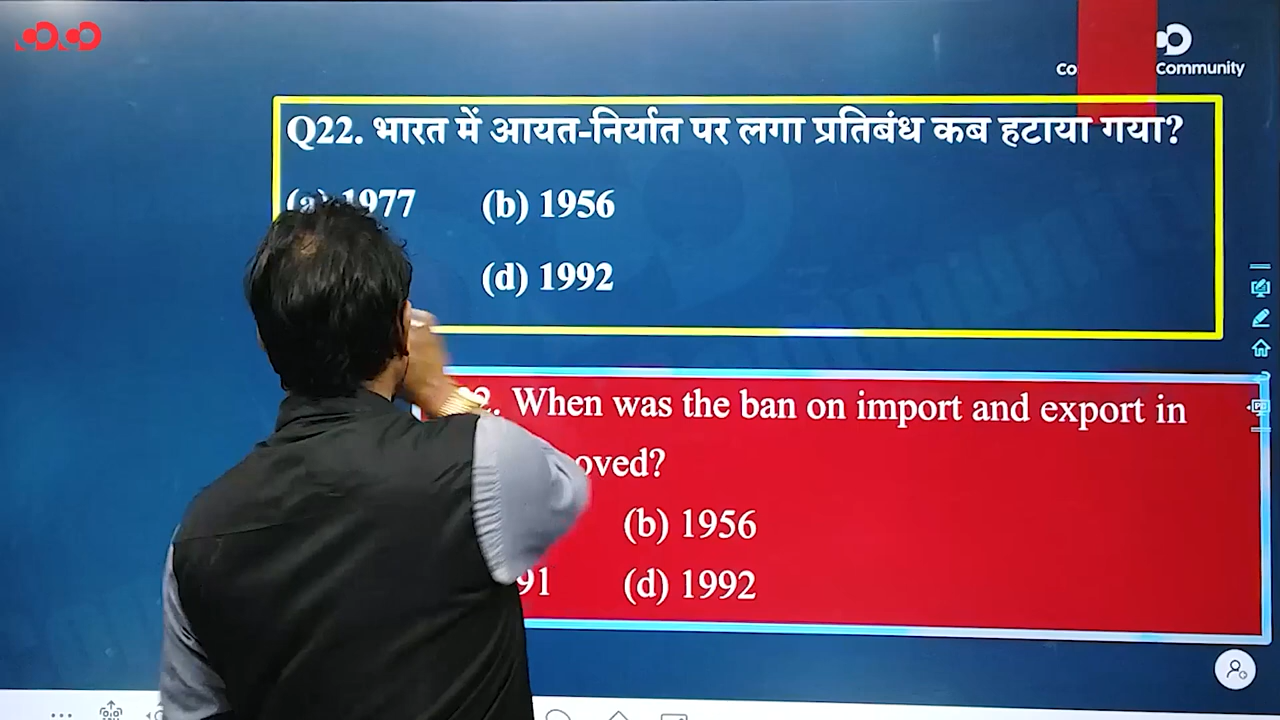 Community
Q22. भारत में आयत-निर्यात पर लगा प्रतिबंध कब हटाया गया?
1977 (b) 1956
(d) 1992
When was the ban on import and export in
(b) 1956
(d) 1992